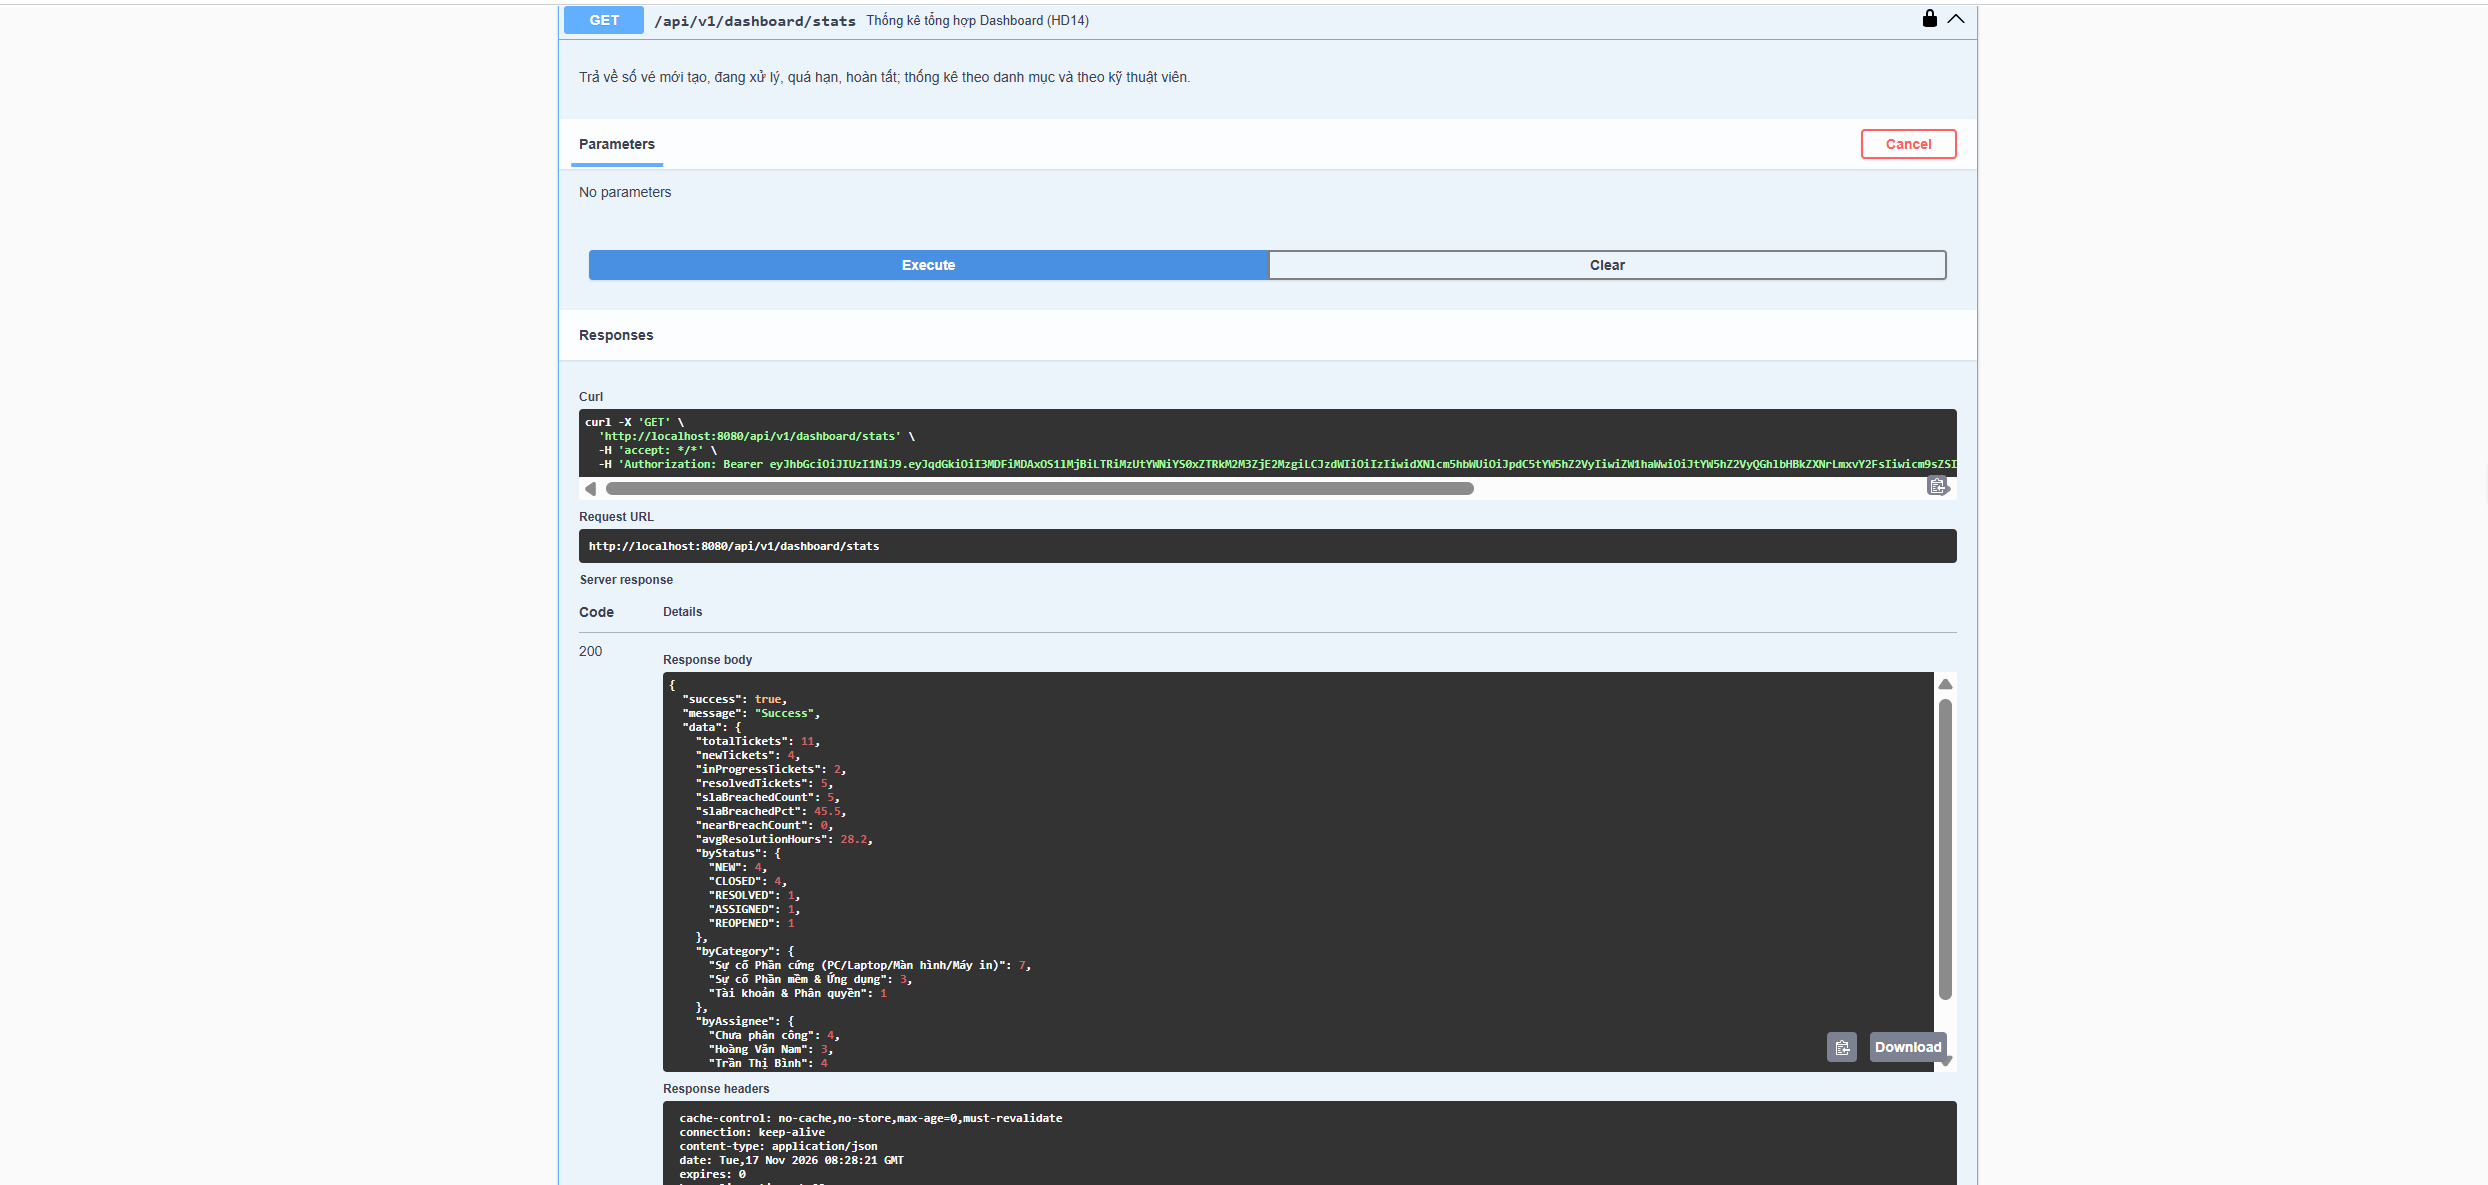 GET /api/v1/dashboard/stats Thống kê tổng hợp Dashboard (HD14)
Trả về số vé mới tạo, đang xử lý, quá hạn, hoàn tất; thống kê theo danh mục và theo kỹ thuật viên.
Parameters Cancel
No parameters
Execute Clear
Responses
Curl
curl -X 'GET' \
'http://localhost:8080/api/v1/dashboard/stats' \
-H 'accept: */*' \
-H 'Authorization: Bearer
Request URL
http://localhost:8080/api/v1/dashboard/stats
Server response
Code Details
200
Response body
{
"success": true,
"message": "Success",
"data": {
"totalTickets": 11,
"newTickets": 4,
"inProgressTickets": 2,
"resolvedTickets": 5,
"slaBreachedCount": 5,
"slaBreachedPct": 45.5,
"nearBreachCount": 0,
"avgResolutionHours": 28.2,
"byStatus": {
"NEW": 4,
"CLOSED": 4,
"RESOLVED": 1,
"ASSIGNED": 1,
"REOPENED": 1
},
"byCategory": {
"Sự cố Phần cứng (PC/Laptop/Màn hình/Máy in)": 7,
"Sự cố Phần mềm & Ứng dụng": 3,
"Tài khoản & Phân quyền": 1
},
"byAssignee": {
"Chưa phân công": 4,
"Hoàng Văn Nam": 3,
"Trần Thị Bình": 4
Download
Response headers
cache-control: no-cache,no-store,max-age=0,must-revalidate
connection: keep-alive
content-type: application/json
date: Tue,17 Nov 2026 08:28:21 GMT
expires: 0